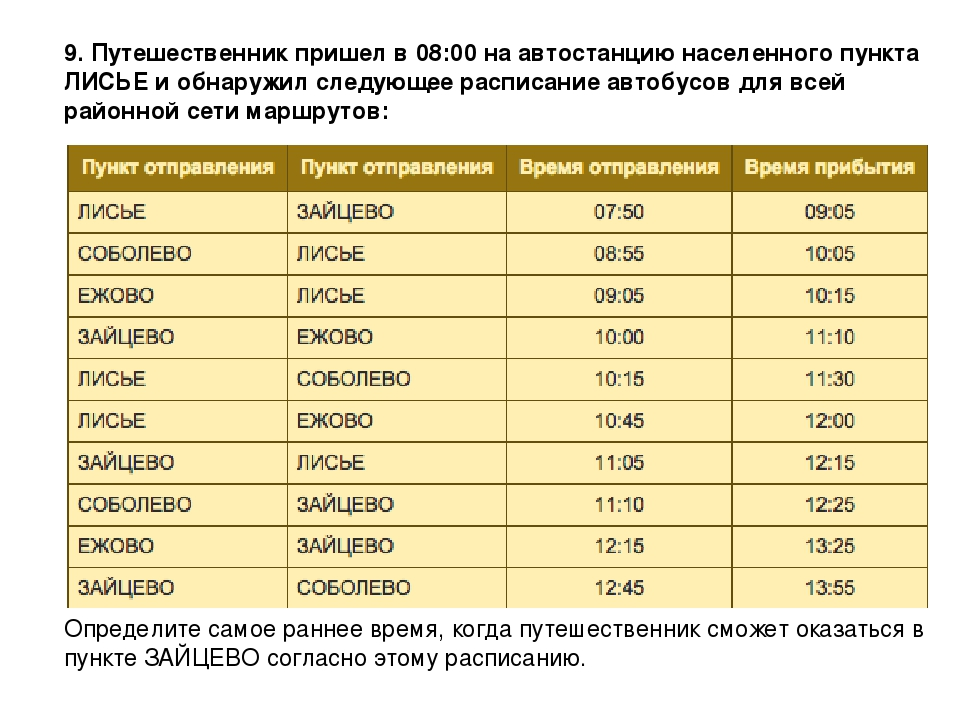 9. Путешественник пришел в 08:00 на автостанцию населенного пункта
ЛИСЬЕ и обнаружил следующее расписание автобусов для всей
районной сети маршрутов:
Пункт отправления Пункт отправления Время отправления Время прибытия
ЛИСЬЕ ЗАЙЦЕВО 07:50 09:05
СОБОЛЕВО ЛИСЬЕ 08:55 10:05
ЕЖОВО ЛИСЬЕ 09:05 10:15
ЗАЙЦЕВО ЕЖОВО 10:00 11:10
ЛИСЬЕ СОБОЛЕВО 10:15 11:30
ЛИСЬЕ ЕЖОВО 10:45 12:00
ЗАЙЦЕВО ЛИСЬЕ 11:05 12:15
СОБОЛЕВО ЗАЙЦЕВО 11:10 12:25
ЕЖОВО ЗАЙЦЕВО 12:15 13:25
ЗАЙЦЕВО СОБОЛЕВО 12:45 13:55
Определите самое раннее время, когда путешественник сможет оказаться в
пункте ЗАЙЦЕВО согласно этому расписанию.